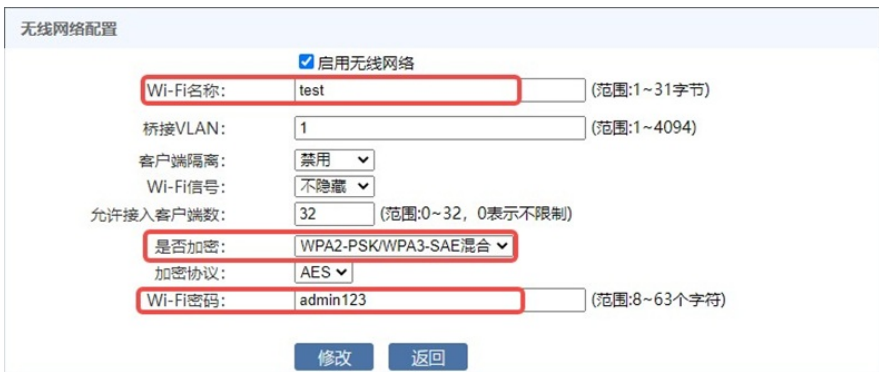 无线网络配置
启用无线网络
Wi-Fi名称: test (范围:1~31字节)
桥接VLAN: 1 (范围:1~4094)
客户端隔离: 禁用
Wi-Fi信号: 不隐藏
允许接入客户端数: 32 (范围:0~32, 0表示不限制)
是否加密: WPA2-PSK/WPA3-SAE混合
加密协议: AES
Wi-Fi密码: admin123 (范围:8~63个字符)
修改 返回